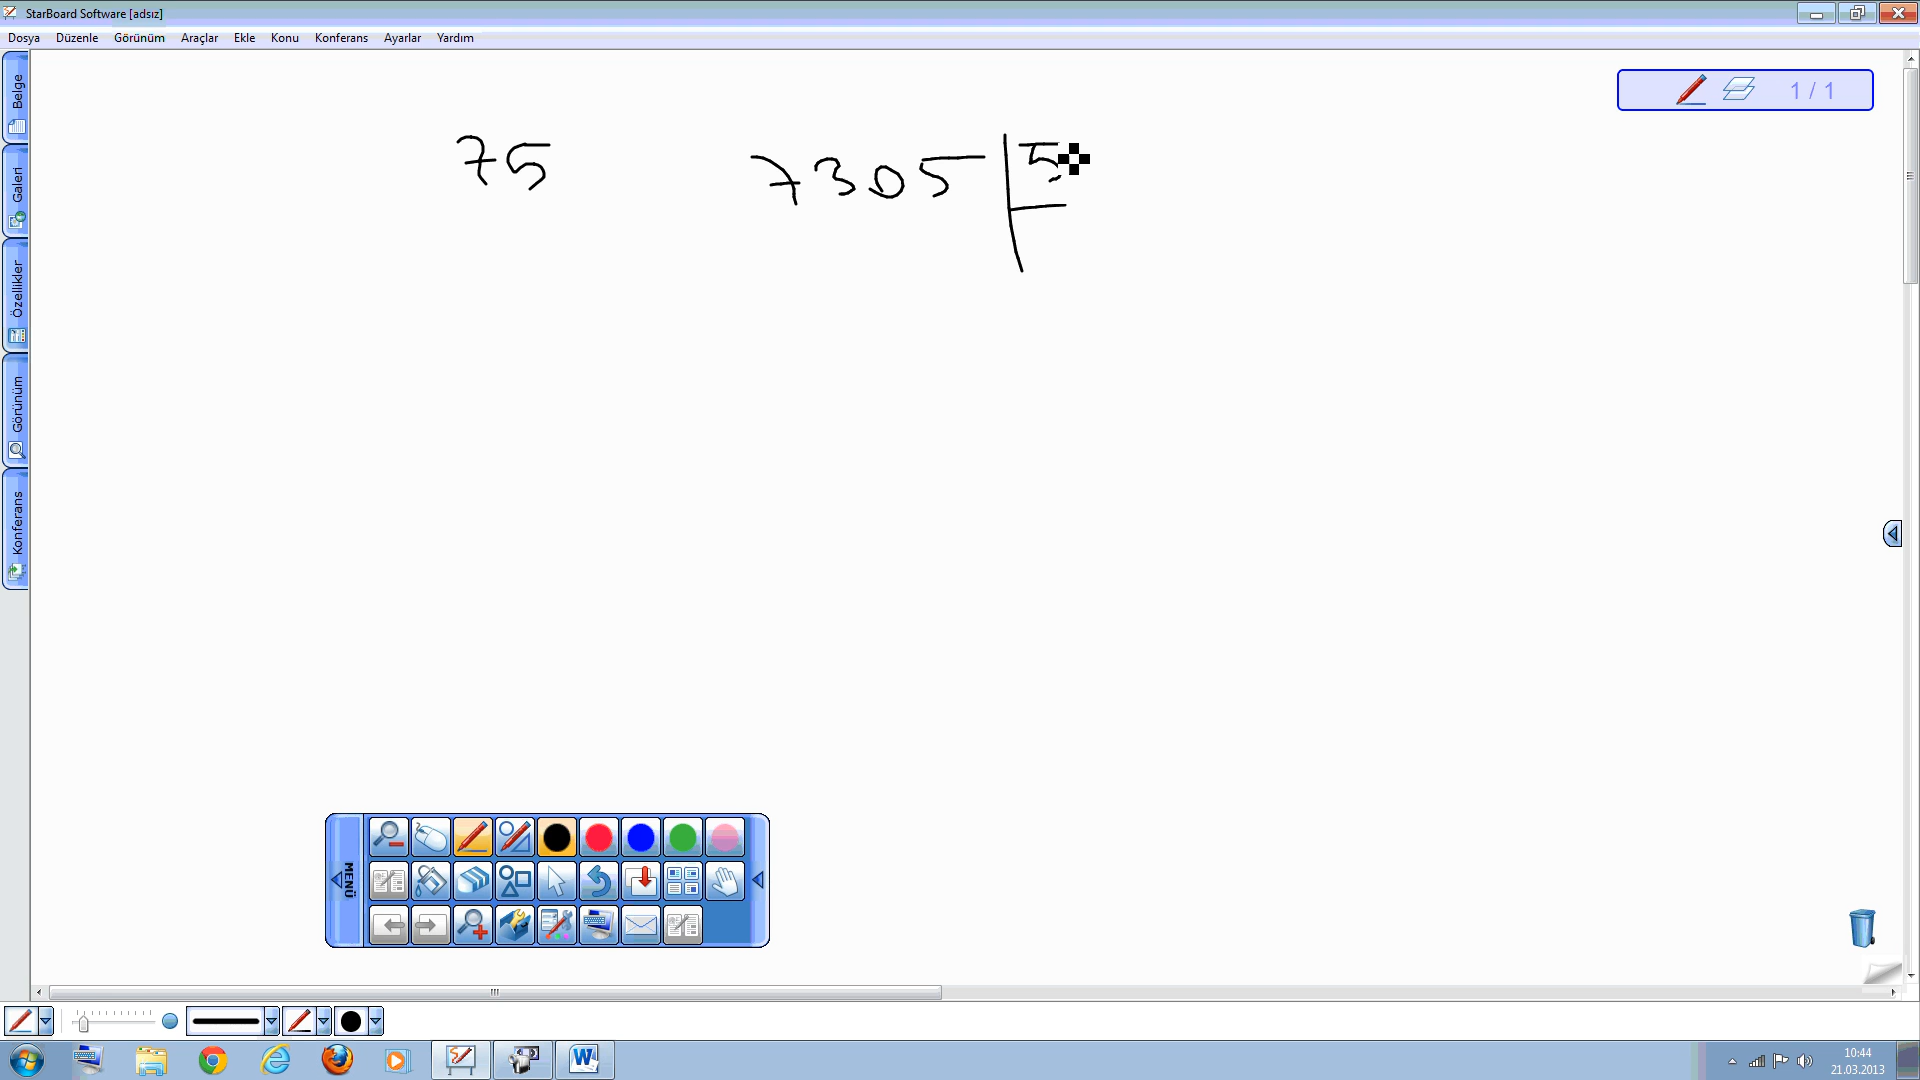 StarBoard Software [adsız]
Dosya Düzenle Görünüm Araçlar Ekle Konu Konferans Ayarlar Yardım
Belge
Galeri
Özellikler
Görünüm
Konferans
1 / 1
75 7305 5
MENÜ
10:44
21.03.2013